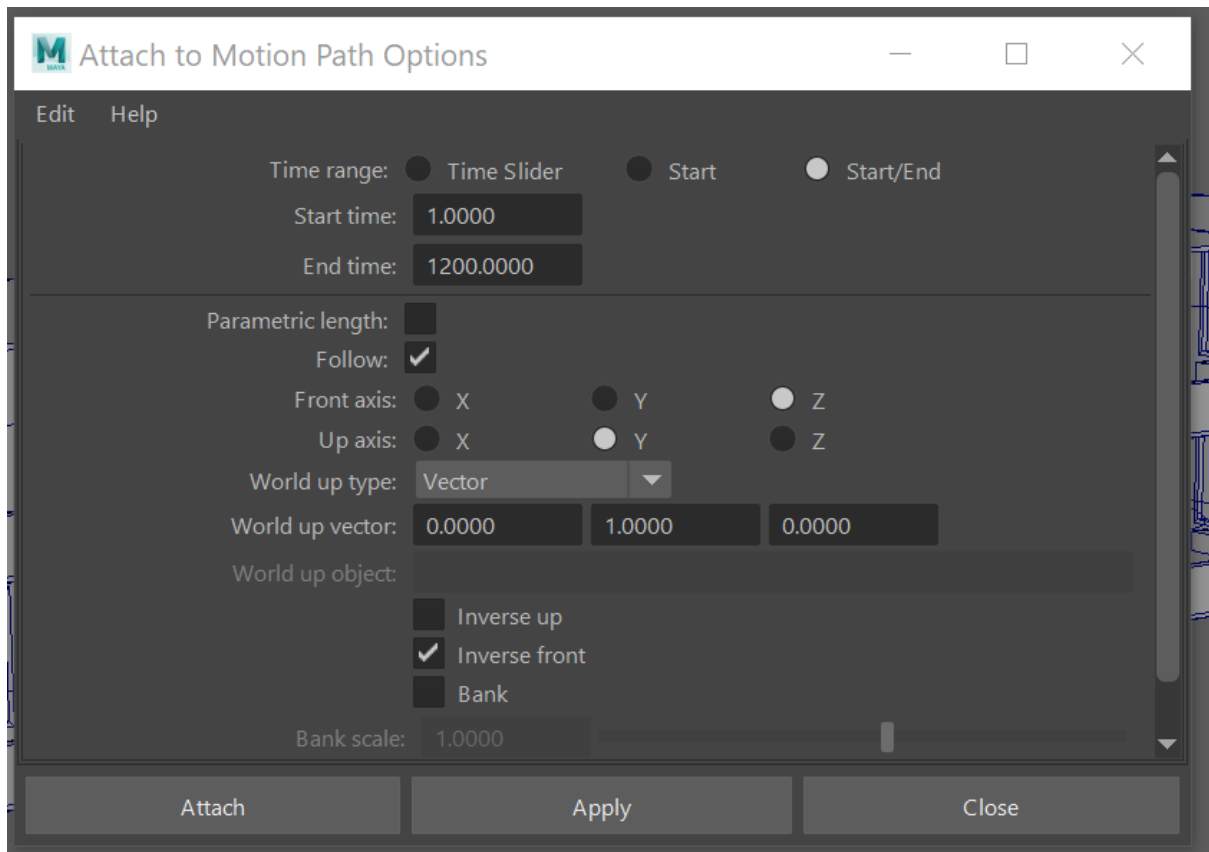 MAYA Attach to Motion Path Options
Edit Help
Time range: Time Slider Start Start/End
Start time: 1.0000
End time: 1200.0000
Parametric length:
Follow:
Front axis: X Y Z
Up axis: X Y Z
World up type: Vector
World up vector: 0.0000 1.0000 0.0000
World up object:
Inverse up
Inverse front
Bank
Bank scale: 1.0000
Attach Apply Close